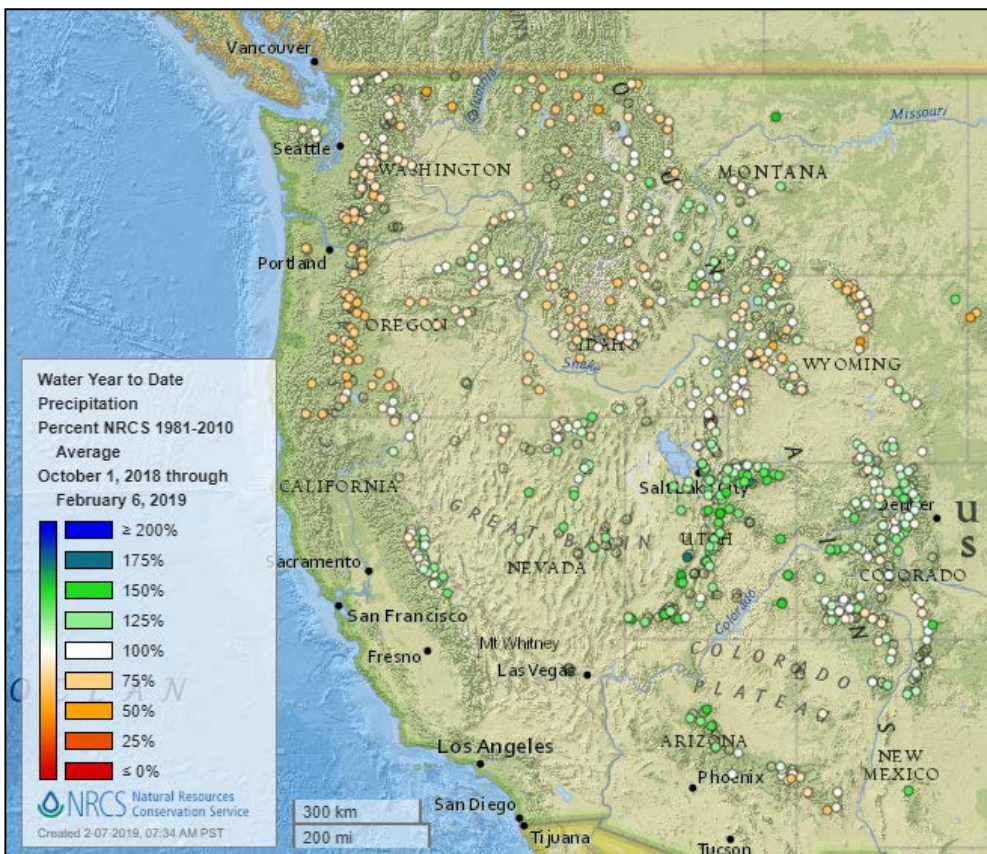 Vancouver
Columbia
Missouri
Seattle
WASHINGTON
MONTANA
Portland
OREGON
IDAHO
Snake
WYOMING
Water Year to Date
Precipitation
Percent NRCS 1981-2010
Average
October 1, 2018 through
February 6, 2019
≥ 200%
175%
150%
125%
100%
75%
50%
25%
≤ 0%
NRCS Natural Resources
Conservation Service
Created 2-07-2019, 07:34 AM PST
CALIFORNIA
Salt Lake City
GREAT BASIN
UTCH
Denver
U
S
Sacramento
NEVADA
COLORADO
San Francisco
Colorado
Mt Whitney
Fresno
Las Vegas
COLORADO
PLATEAU
Los Angeles
ARIZONA
NEW
MEXICO
Phoenix
San Diego
Tijuana
Tucson
300 km
200 mi